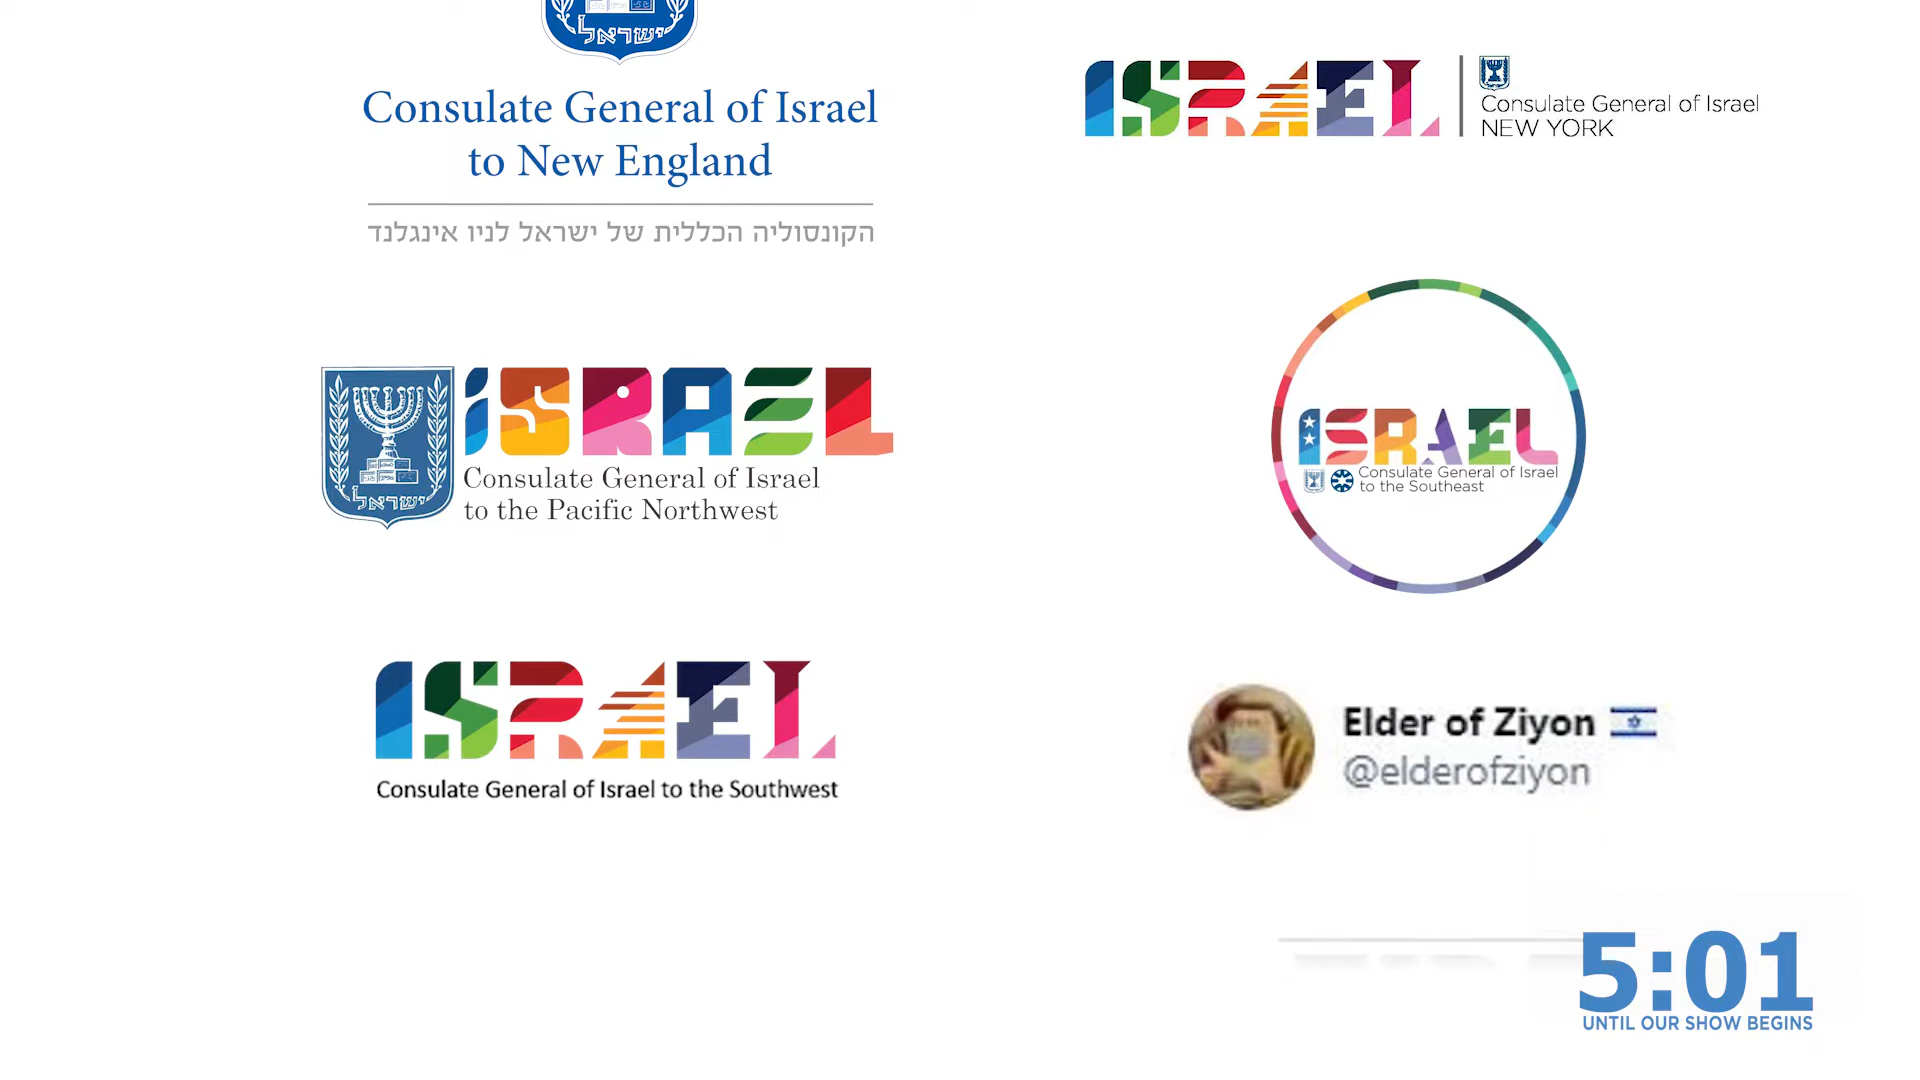 ישראל
Consulate General of Israel
to New England
הקונסוליה הכללית של ישראל לניו אינגלנד
ISRAEL
Consulate General of Israel
NEW YORK
ISRAEL
ישראל
Consulate General of Israel
to the Pacific Northwest
ISRAEL
Consulate General of Israel
to the Southeast
ISRAEL
Consulate General of Israel to the Southwest
Elder of Ziyon
@elderofziyon
5:01
UNTIL OUR SHOW BEGINS